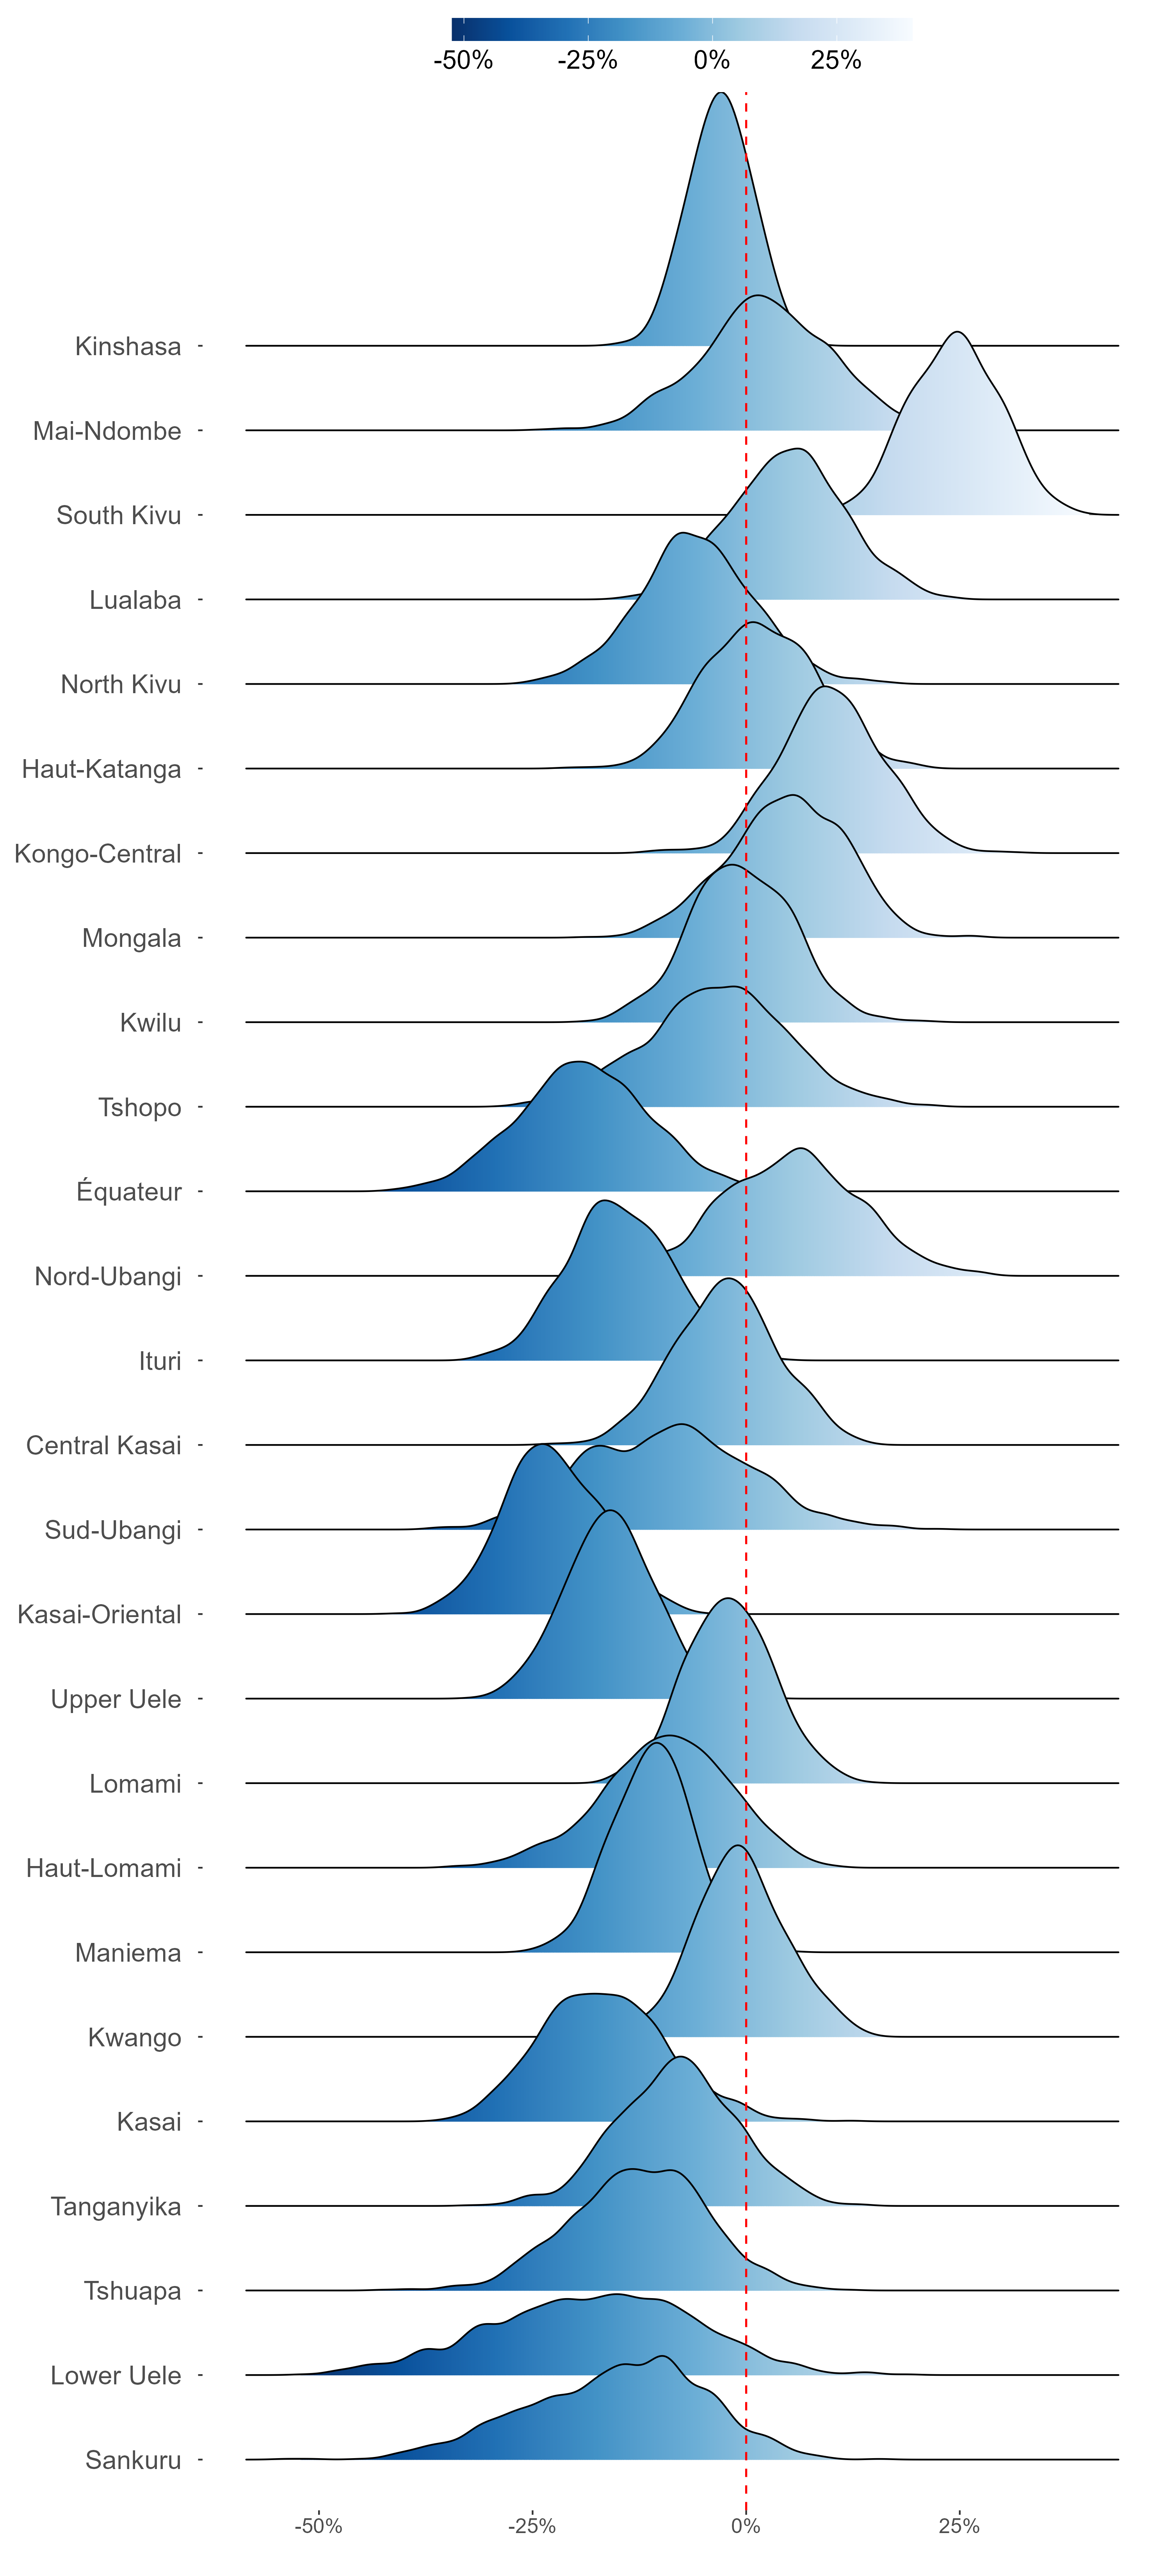 -50% -25% 0% 25%
Kinshasa
Mai-Ndombe
South Kivu
Lualaba
North Kivu
Haut-Katanga
Kongo-Central
Mongala
Kwilu
Tshopo
Équateur
Nord-Ubangi
Ituri
Central Kasai
Sud-Ubangi
Kasai-Oriental
Upper Uele
Lomami
Haut-Lomami
Maniema
Kwango
Kasai
Tanganyika
Tshuapa
Lower Uele
Sankuru
-50% -25% 0% 25%